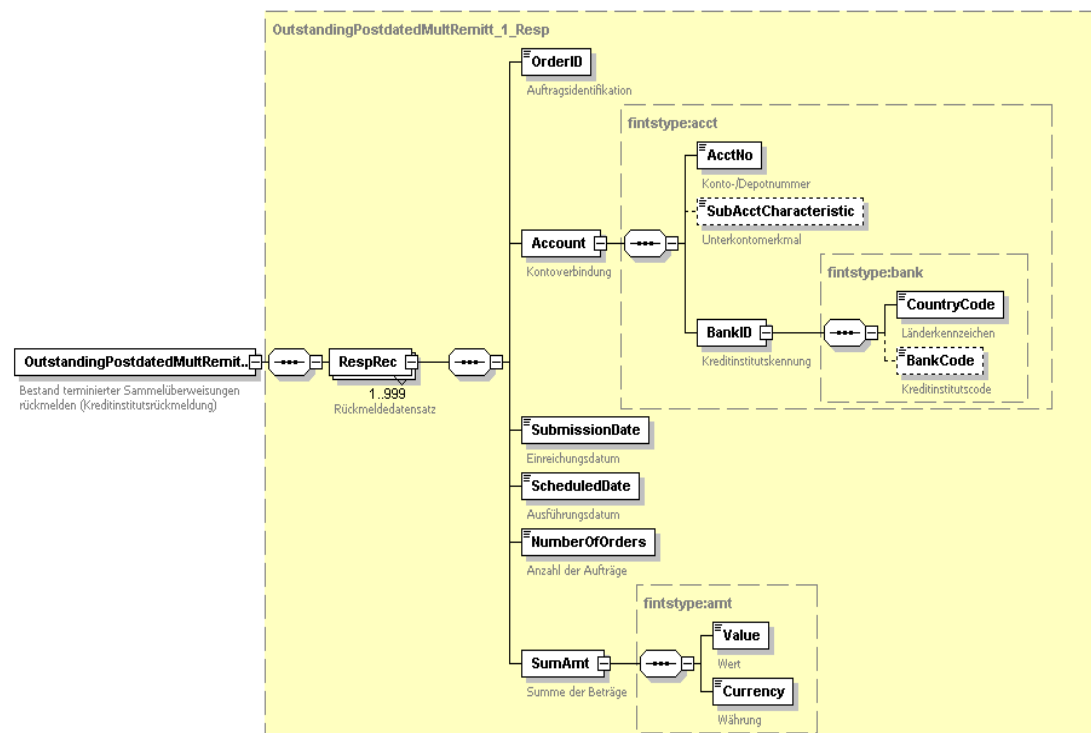 OutstandingPostdatedMultRemitt_1_Resp
OrderID
Auftragsidentifikation
fintstype:acct
AcctNo
Konto-/Depotnummer
SubAcctCharacteristic
Unterkontomerkmal
Account
Kontoverbindung
fintstype:bank
CountryCode
Länderkennzeichen
BankID
Kreditinstitutskennung
BankCode
Kreditinstitutscode
OutstandingPostdatedMultRemit..
Bestand terminierter Sammelüberweisungen
rückmelden (Kreditinstitutsrückmeldung)
RespRec
1..999
Rückmeldedatensatz
SubmissionDate
Einreichungsdatum
ScheduledDate
Ausführungsdatum
NumberOfOrders
Anzahl der Aufträge
fintstype:amt
Value
Wert
SumAmt
Summe der Beträge
Currency
Währung